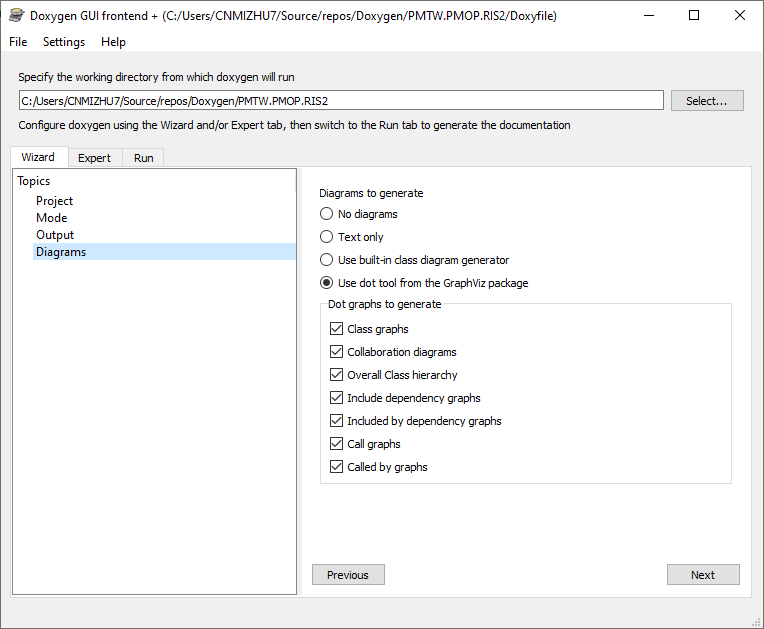 Doxygen GUI frontend + (C:/Users/CNMIZHU7/Source/repos/Doxygen/PMTW.PMOP.RIS2/Doxyfile)
File Settings Help
Specify the working directory from which doxygen will run
C:/Users/CNMIZHU7/Source/repos/Doxygen/PMTW.PMOP.RIS2
Select...
Configure doxygen using the Wizard and/or Expert tab, then switch to the Run tab to generate the documentation
Wizard Expert Run
Topics
Project
Mode
Output
Diagrams
Diagrams to generate
No diagrams
Text only
Use built-in class diagram generator
Use dot tool from the GraphViz package
Dot graphs to generate
Class graphs
Collaboration diagrams
Overall Class hierarchy
Include dependency graphs
Included by dependency graphs
Call graphs
Called by graphs
Previous
Next